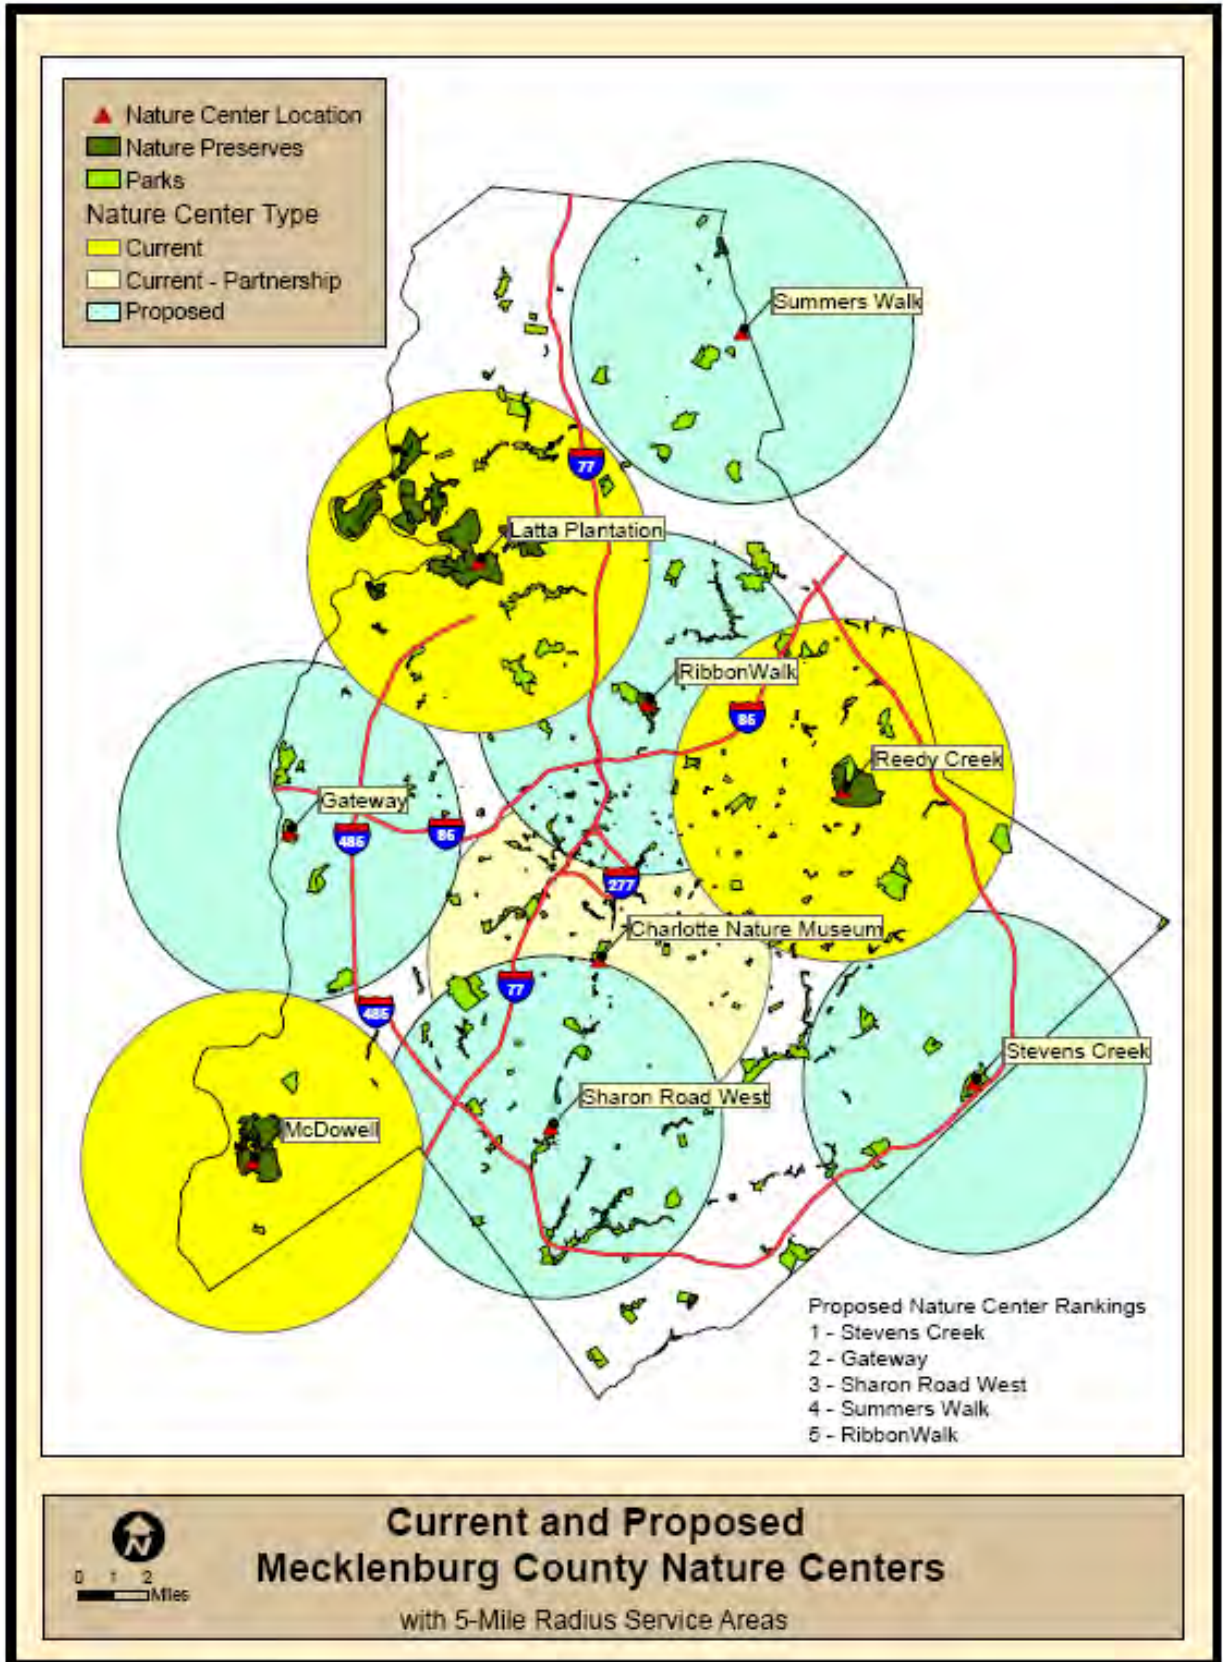 Nature Center Location
Nature Preserves
Parks
Nature Center Type
Current
Current - Partnership
Proposed
Summers Walk
77
Latta Plantation
RibbonWalk
85
Reedy Creek
Gateway
485
85
277
Charlotte Nature Museum
77
485
Stevens Creek
Sharon Road West
McDowell
Proposed Nature Center Rankings
1 - Stevens Creek
2 - Gateway
3 - Sharon Road West
4 - Summers Walk
5 - RibbonWalk
N
0 1 2
Miles
Current and Proposed
Mecklenburg County Nature Centers
with 5-Mile Radius Service Areas